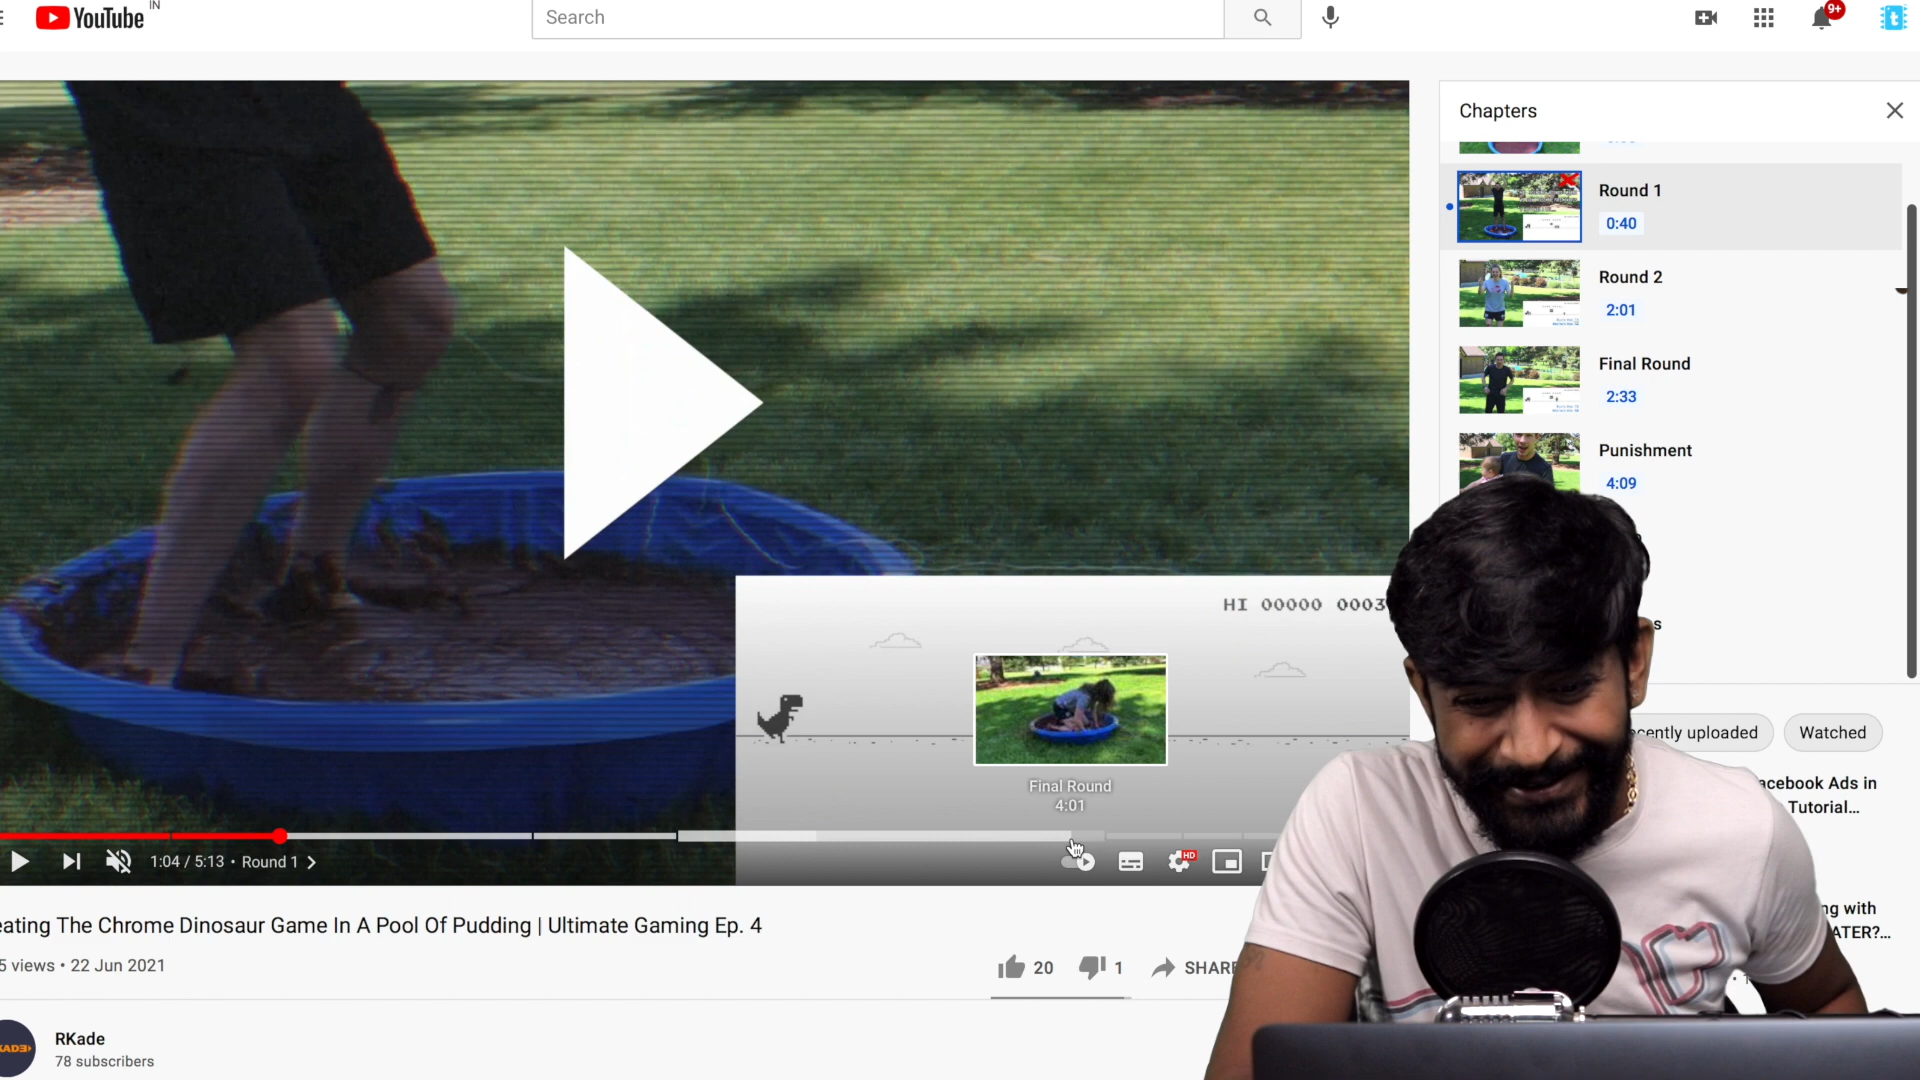 YouTube IN
Search
9+
Chapters
Round 1
0:40
Round 2
2:01
Final Round
2:33
Punishment
4:09
HI 00000 0003
Final Round
4:01
1:04 / 5:13 • Round 1
HD
eating The Chrome Dinosaur Game In A Pool Of Pudding | Ultimate Gaming Ep. 4
5 views • 22 Jun 2021
20
1
SHARE
RKade
78 subscribers
ecently uploaded
Watched
acebook Ads in
Tutorial...
ng with
ATER?...